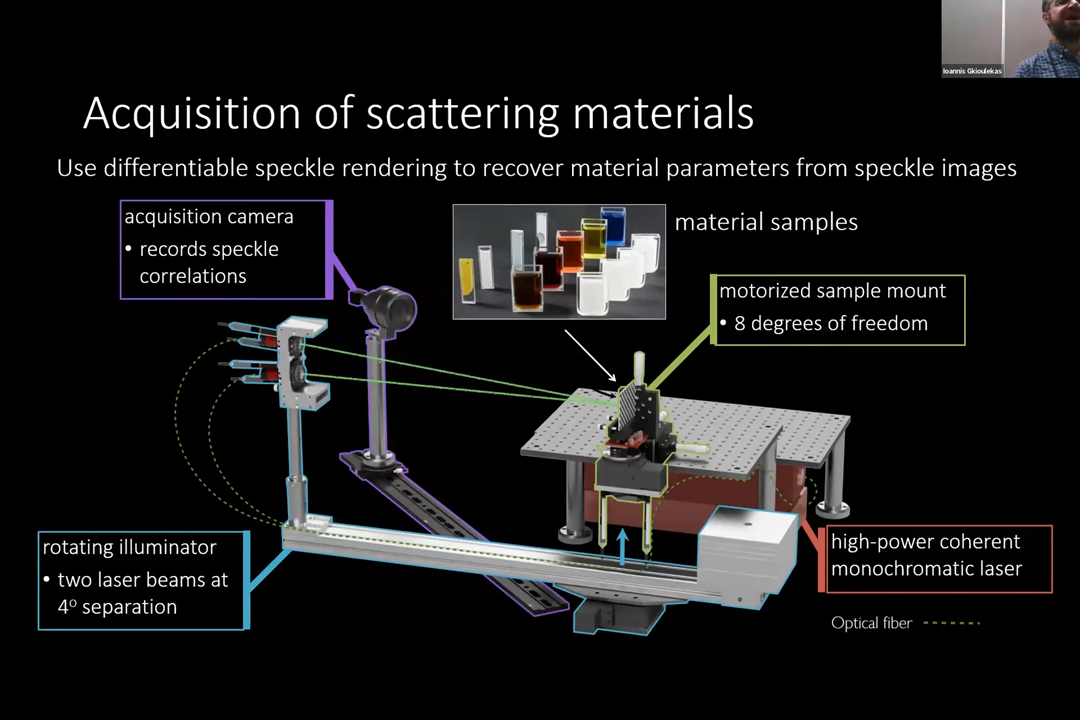 Ioannis Gkioulekas
Acquisition of scattering materials
Use differentiable speckle rendering to recover material parameters from speckle images
acquisition camera
• records speckle
correlations
material samples
motorized sample mount
• 8 degrees of freedom
rotating illuminator
• two laser beams at
4° separation
high-power coherent
monochromatic laser
Optical fiber